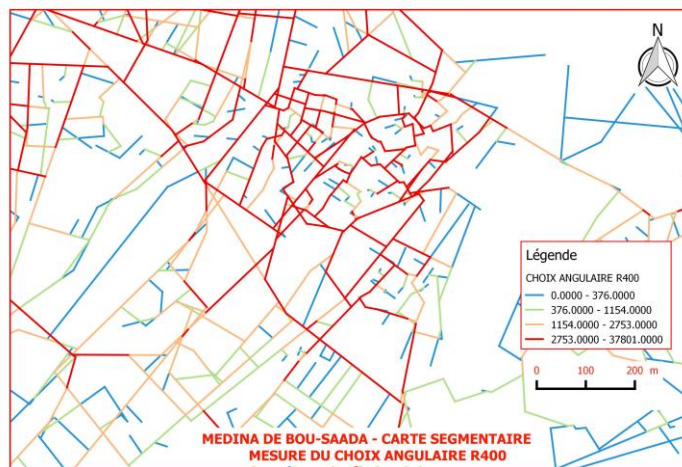 N
Légende
CHOIX ANGULAIRE R400
0.0000 - 376.0000
376.0000 - 1154.0000
1154.0000 - 2753.0000
2753.0000 - 37801.0000
0 100 200 m
MEDINA DE BOU-SAADA - CARTE SEGMENTAIRE
MESURE DU CHOIX ANGULAIRE R400